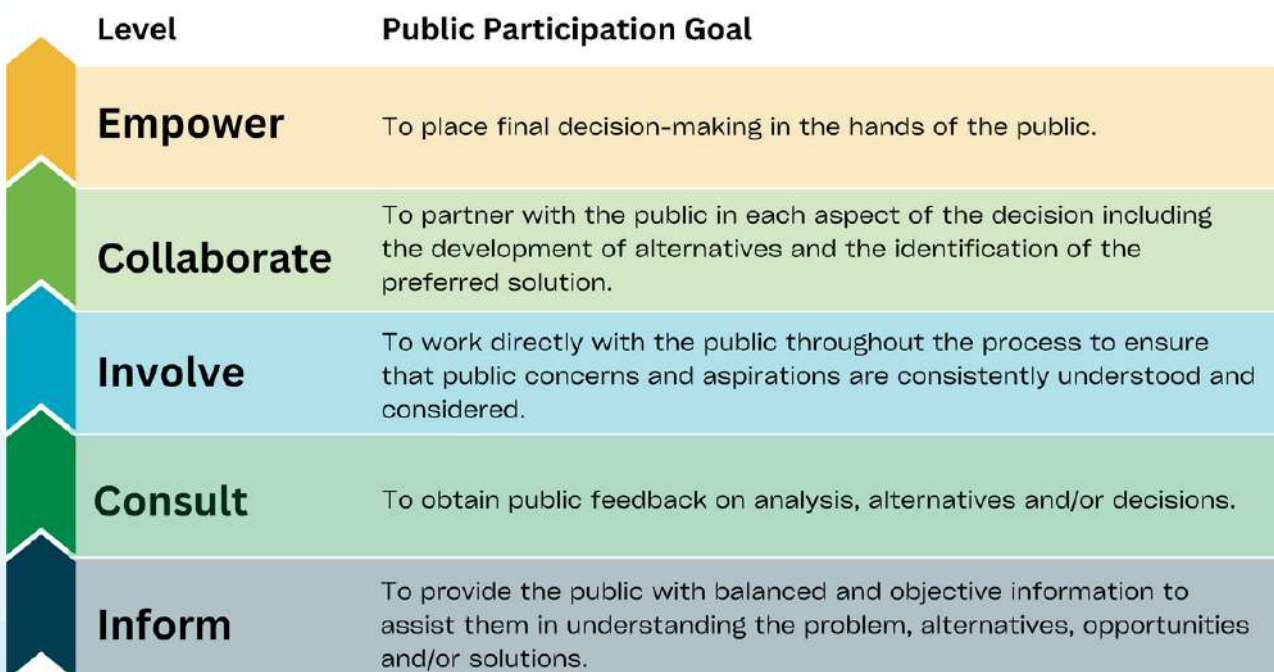 Level
Public Participation Goal
Empower
To place final decision-making in the hands of the public.
Collaborate
To partner with the public in each aspect of the decision including
the development of alternatives and the identification of the
preferred solution.
Involve
To work directly with the public throughout the process to ensure
that public concerns and aspirations are consistently understood and
considered.
Consult
To obtain public feedback on analysis, alternatives and/or decisions.
Inform
To provide the public with balanced and objective information to
assist them in understanding the problem, alternatives, opportunities
and/or solutions.